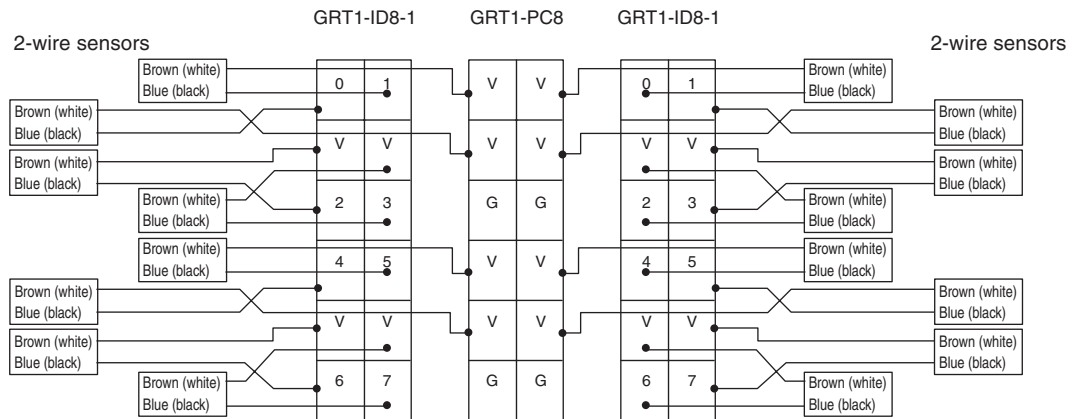 GRT1-ID8-1 GRT1-PC8 GRT1-ID8-1
2-wire sensors 2-wire sensors
Brown (white) 0 1 V V 0 1 Brown (white)
Blue (black) Blue (black)
Brown (white) Brown (white)
Blue (black) Blue (black)
V V V V V V
Brown (white) Brown (white)
Blue (black) Blue (black)
Brown (white) 2 3 G G 2 3 Brown (white)
Blue (black) Blue (black)
Brown (white) 4 5 V V 4 5 Brown (white)
Blue (black) Blue (black)
Brown (white) Brown (white)
Blue (black) Blue (black)
V V V V V V
Brown (white) Brown (white)
Blue (black) Blue (black)
Brown (white) 6 7 G G 6 7 Brown (white)
Blue (black) Blue (black)